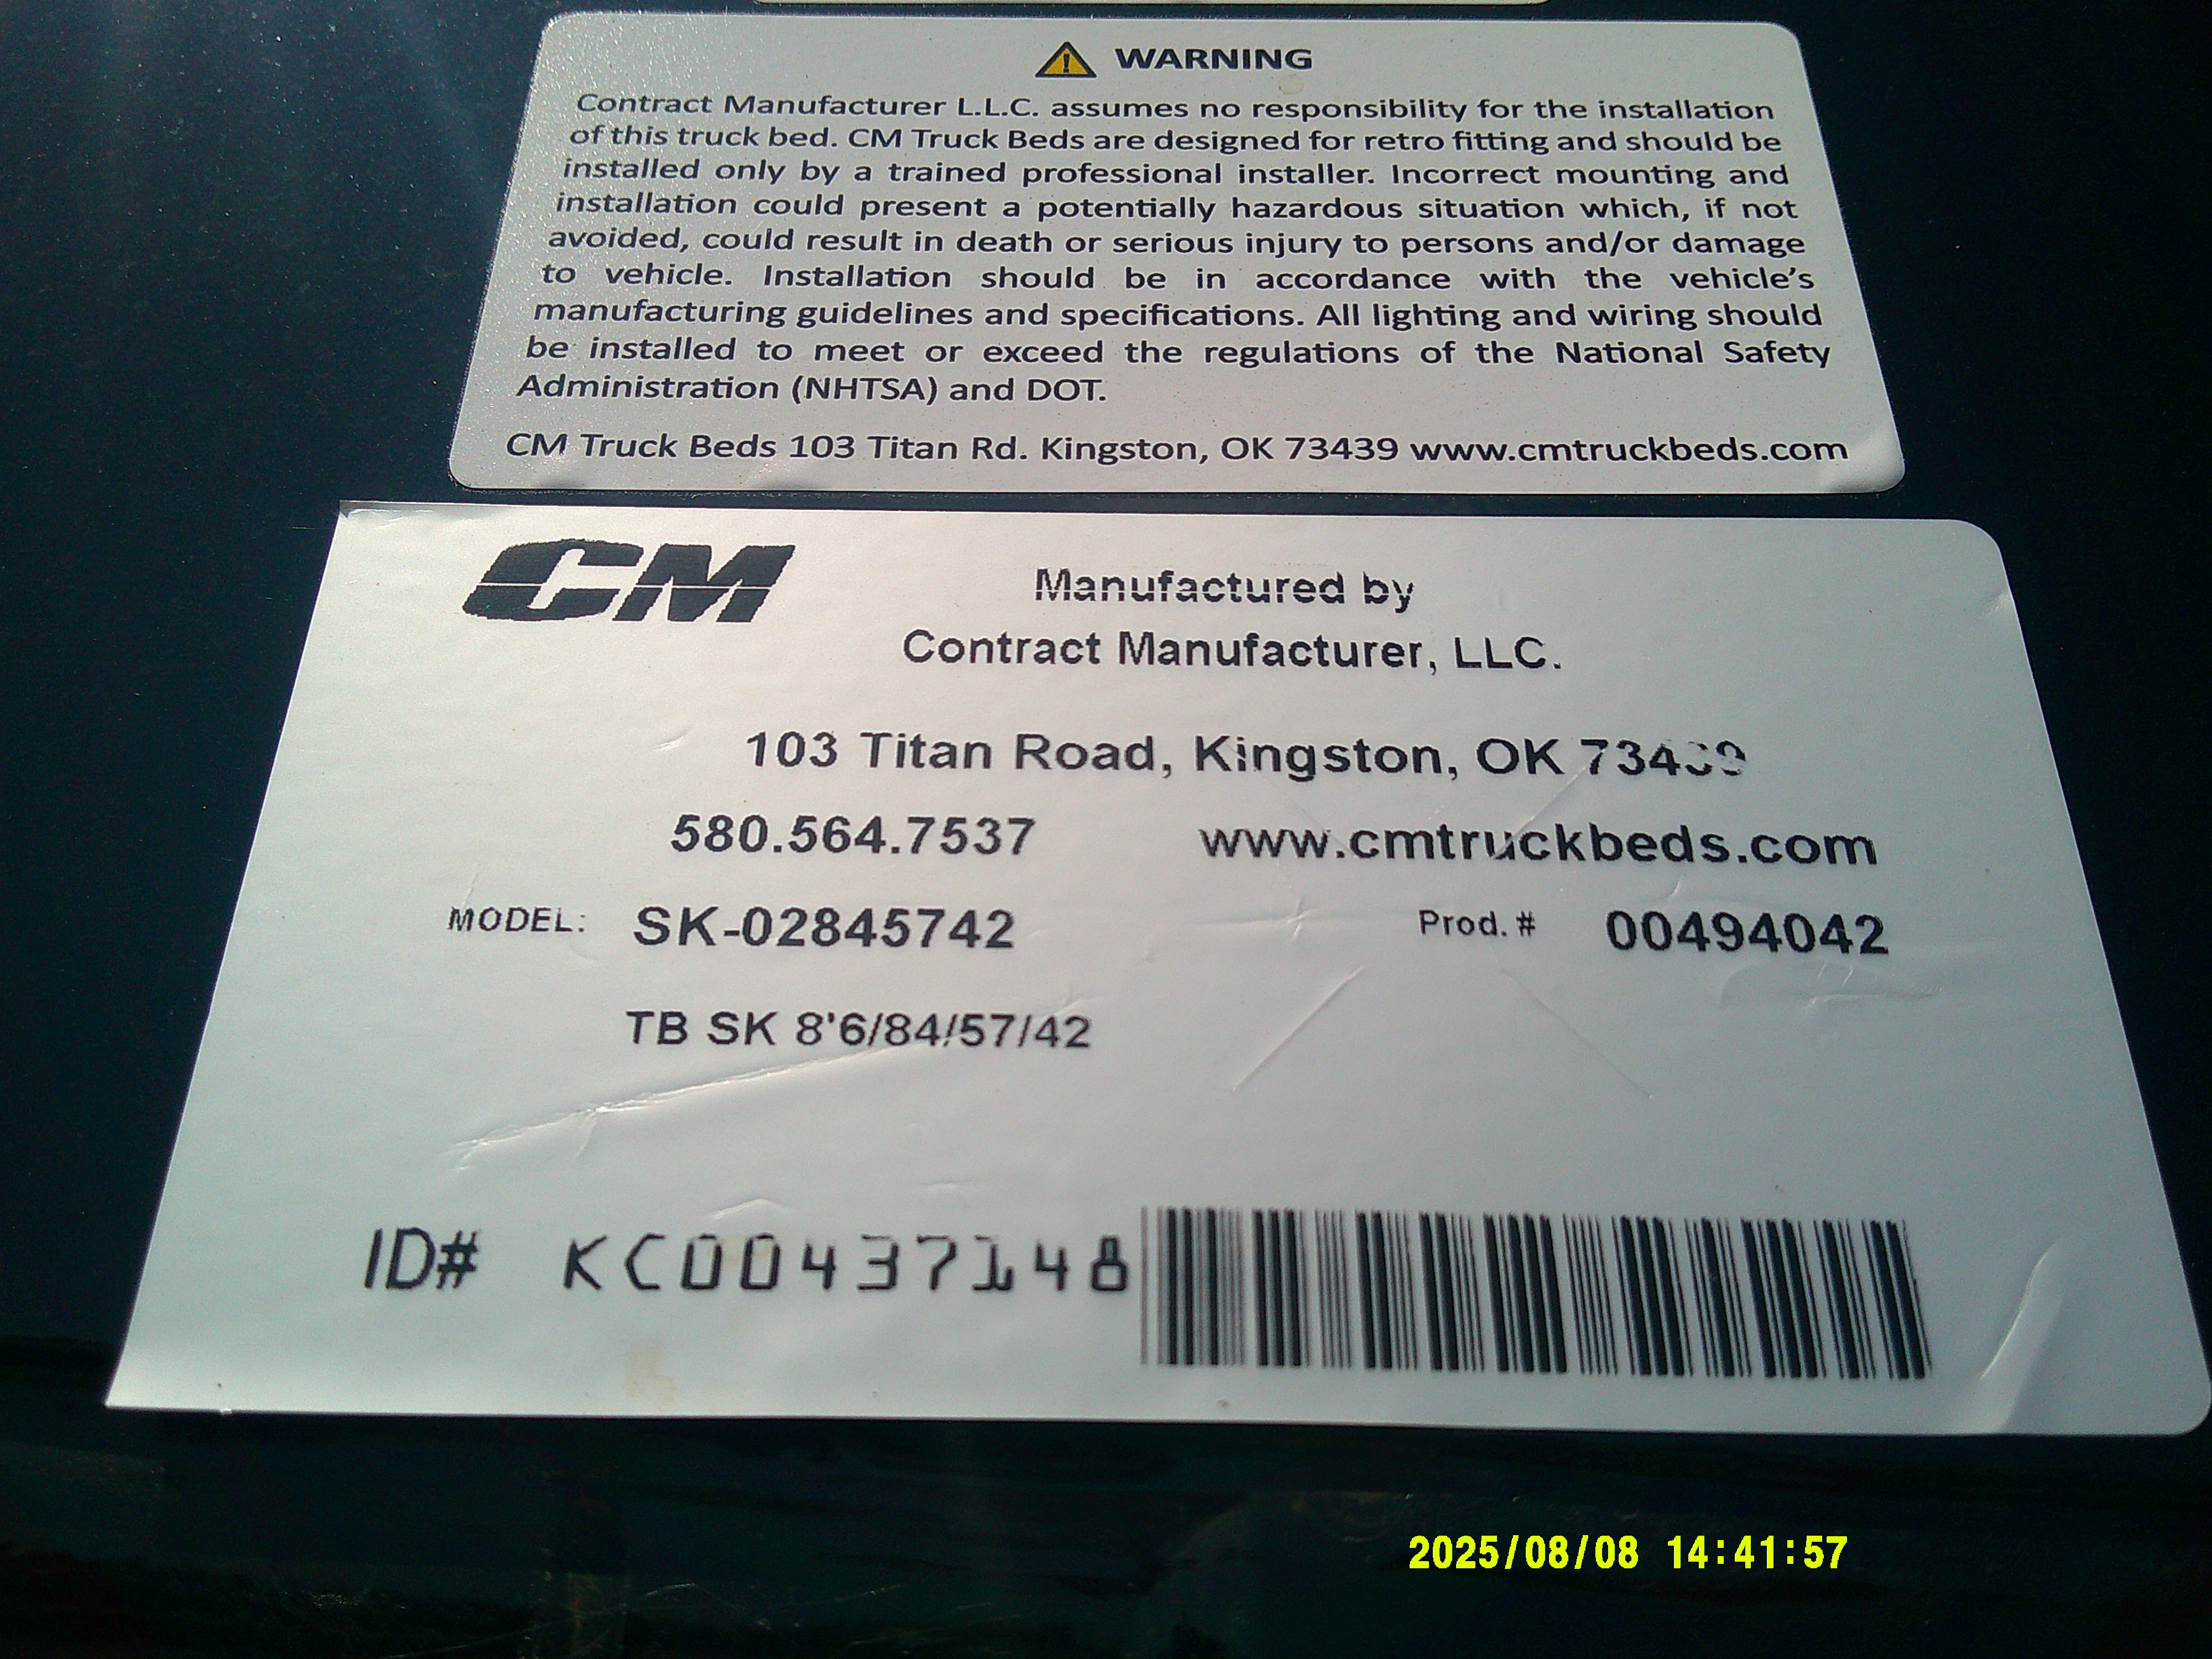 WARNING
Contract Manufacturer L.L.C. assumes no responsibility for the installation
of this truck bed. CM Truck Beds are designed for retro fitting and should be
installed only by a trained professional installer. Incorrect mounting and
installation could present a potentially hazardous situation which, if not
avoided, could result in death or serious injury to persons and/or damage
to vehicle. Installation should be in accordance with the vehicle's
manufacturing guidelines and specifications. All lighting and wiring should
be installed to meet or exceed the regulations of the National Safety
Administration (NHTSA) and DOT.
CM Truck Beds 103 Titan Rd. Kingston, OK 73439 www.cmtruckbeds.com
CM
Manufactured by
Contract Manufacturer, LLC.
103 Titan Road, Kingston, OK 73439
580.564.7537 www.cmtruckbeds.com
MODEL: SK-02845742 Prod. # 00494042
TB SK 8'6/84/57/42
ID# KC00437148
2025/08/08 14:41:57